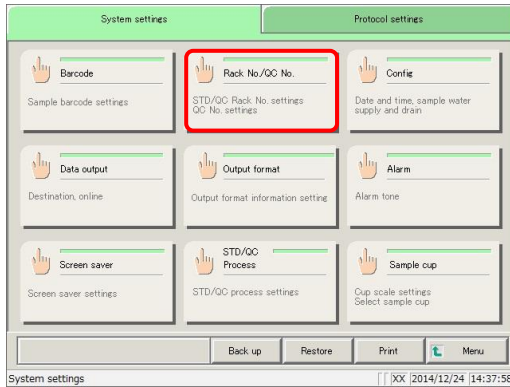 System settings
Protocol settings
Barcode
Sample barcode settings
Rack No./QC No.
STD/QC Rack No. settings
QC No. settings
Config
Date and time, sample water
supply and drain
Data output
Destination, online
Output format
Output format information setting
Alarm
Alarm tone
Screen saver
Screen saver settings
STD/QC
Process
STD/QC process settings
Sample cup
Cup scale settings
Select sample cup
Back up
Restore
Print
Menu
System settings
XX 2014/12/24 14:37:58